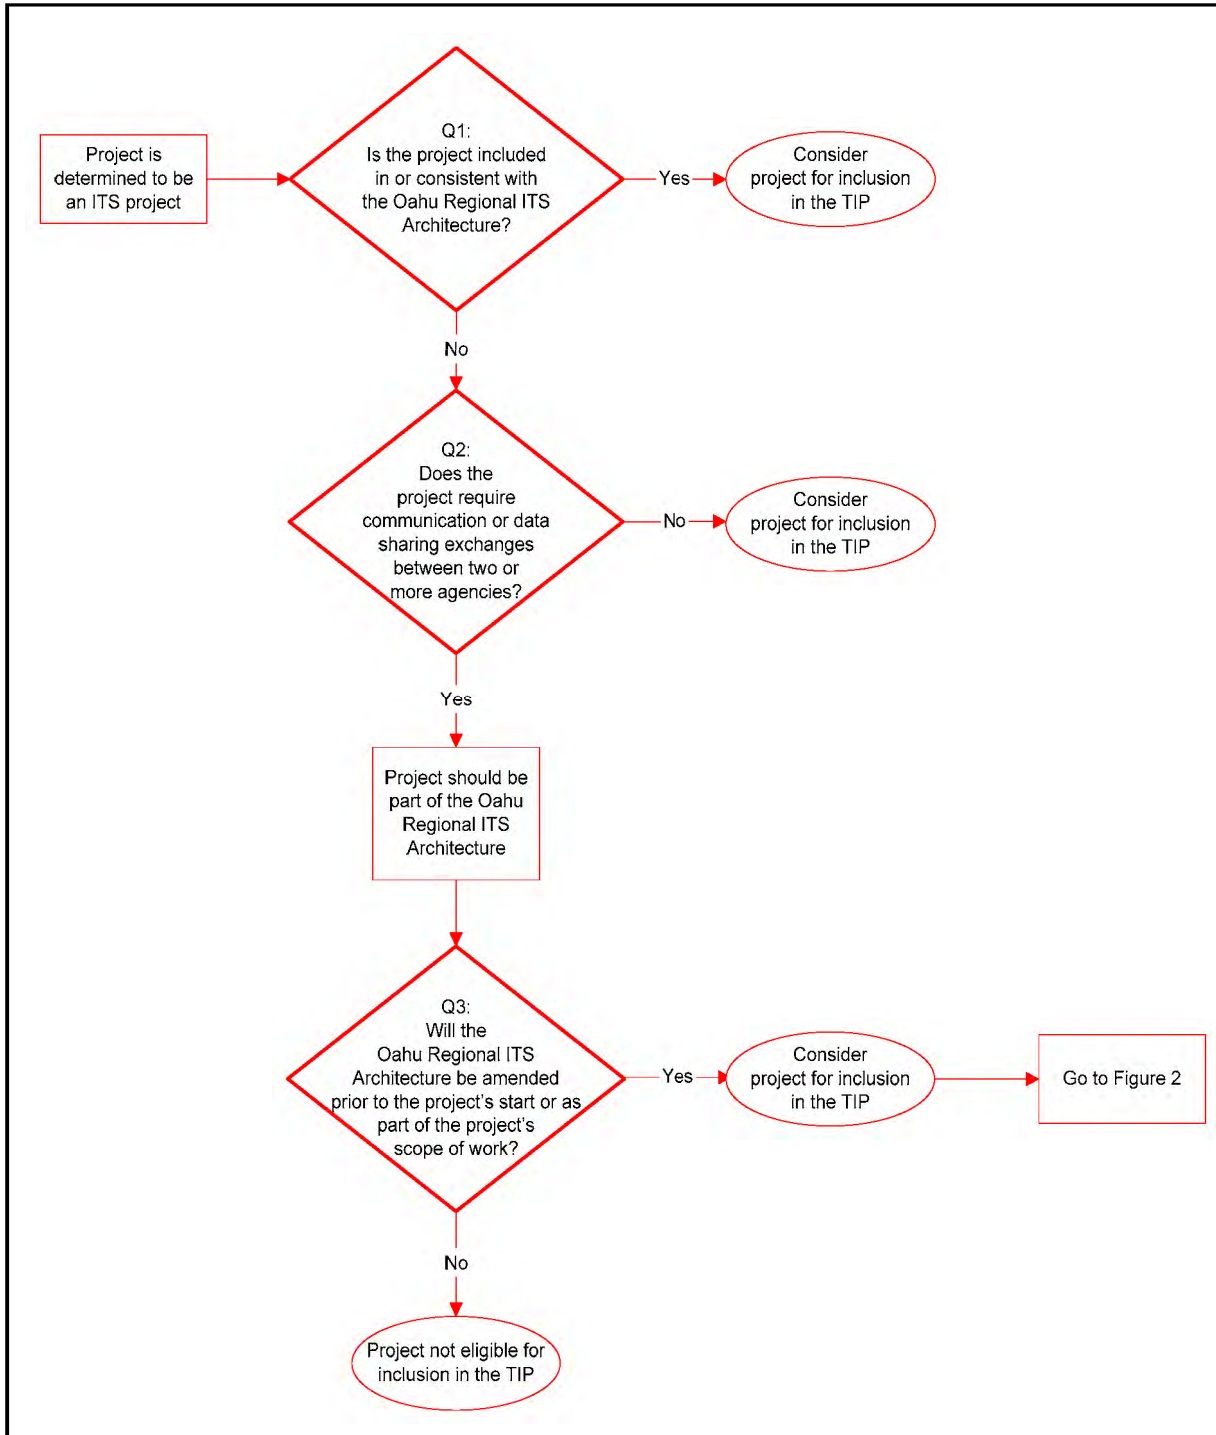 Project is
determined to be
an ITS project
Q1:
Is the project included
in or consistent with
the Oahu Regional ITS
Architecture?
Yes
Consider
project for inclusion
in the TIP
No
Q2:
Does the
project require
communication or data
sharing exchanges
between two or
more agencies?
No
Consider
project for inclusion
in the TIP
Yes
Project should be
part of the Oahu
Regional ITS
Architecture
Q3:
Will the
Oahu Regional ITS
Architecture be amended
prior to the project's start or as
part of the project's
scope of work?
Yes
Consider
project for inclusion
in the TIP
Go to Figure 2
No
Project not eligible for
inclusion in the TIP